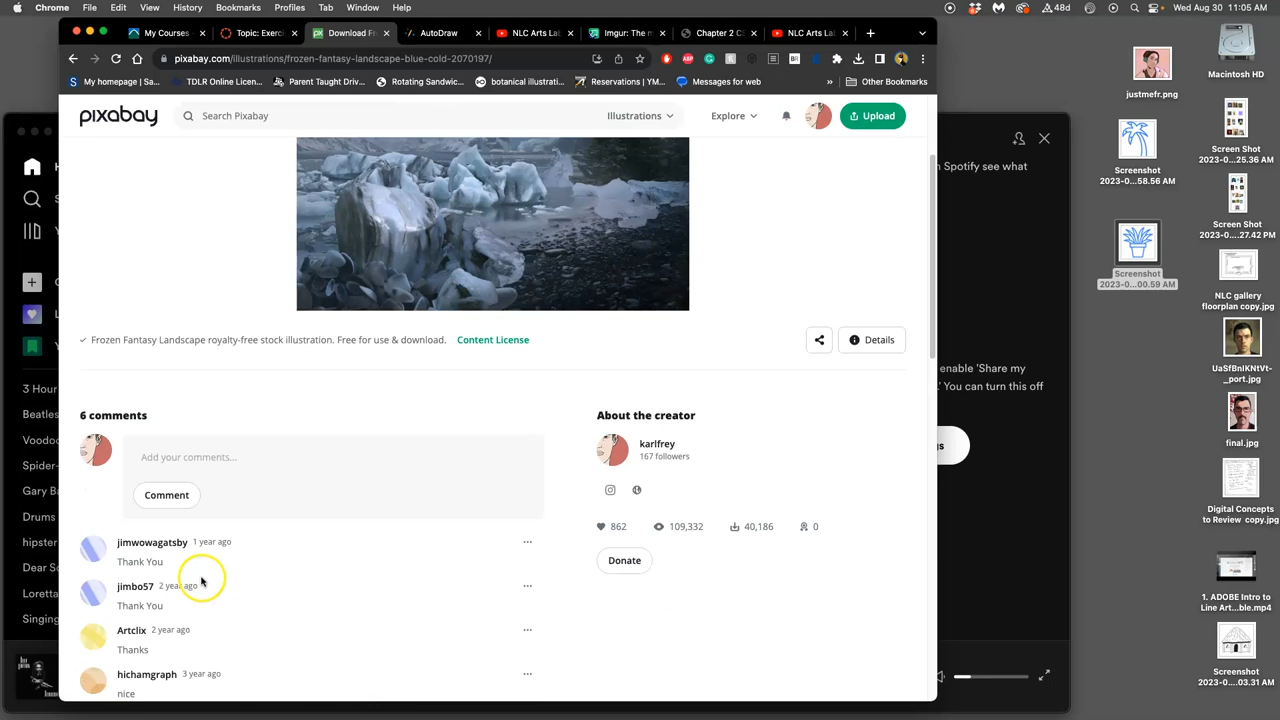 Chrome File Edit View History Bookmarks Profiles Tab Window Help
48d Wed Aug 30 11:05 AM
My Courses - Topic: Exerci Download Fr AutoDraw NLC Arts La Imgur: The m Chapter 2 CS NLC Arts La
pixabay.com/illustrations/frozen-fantasy-landscape-blue-cold-2070197/
My homepage | Sa... TDLR Online Licens... Parent Taught Driv... Rotating Swedwic... botanical illustrati... Reservations | YM... Messages for web » Other Bookmarks
pixabay Search Pixabay Illustrations Explore Upload
Frozen Fantasy Landscape royalty-free stock illustration. Free for use & download. Content License
Details
6 comments
Add your comments...
Comment
jimwowagatsby 1 year ago
Thank You
jimbo57 2 year ago
Thank You
Artclix 2 year ago
Thanks
hichamgraph 3 year ago
nice
About the creator
karlfrey
167 followers
862 109,332 40,186 0
Donate
3 Hour
Beatles
Voodoo
Spider-
Gary Ba
Drums
hipster
Dear So
Loretta
Singing
n Spotify see what
enable 'Share my
.' You can turn this off
gs
justmefr.png
Screenshot
2023-0...58.56 AM
Screenshot
2023-0...00.59 AM
Macintosh HD
Screen Shot
2023-0...25.36 AM
Screen Shot
2023-0...27.42 PM
NLC gallery
floorplan copy.jpg
UaSfBnIKNtVt-
_port.jpg
final.jpg
Digital Concepts
to Review copy.jpg
1. ADOBE Intro to
Line Art...ble.mp4
Screenshot
2023-0...03.31 AM